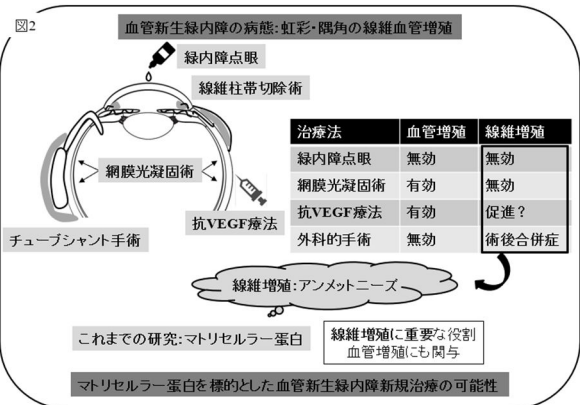 図2
血管新生緑内障の病態:虹彩・隅角の線維血管増殖
緑内障点眼
線維柱帯切除術
網膜光凝固術
抗VEGF療法
チューブシャント手術
治療法 血管増殖 線維増殖
緑内障点眼 無効 無効
網膜光凝固術 有効 無効
抗VEGF療法 有効 促進？
外科的手術 無効 術後合併症
線維増殖:アンメットニーズ
これまでの研究:マトリセルラー蛋白
線維増殖に重要な役割
血管増殖にも関与
マトリセルラー蛋白を標的とした血管新生緑内障新規治療の可能性